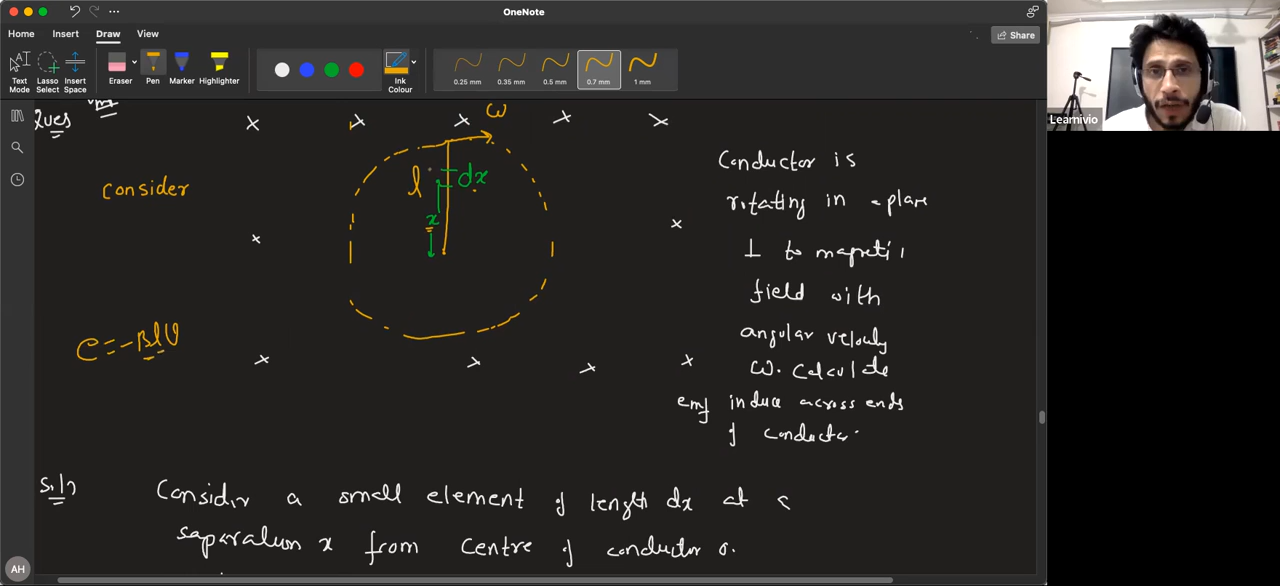 OneNote
Home Insert Draw View
Share
Text Mode
Lasso Select
Insert Space
Eraser
Pen
Marker
Highlighter
Ink Colour
0.25 mm
0.35 mm
0.5 mm
0.7 mm
1 mm
Learnivio
Ques
ω
Consider
l
dx
x
e = -Blv
Conductor is
rotating in a plane
⊥ to magnetic
field with
angular velocity
ω. Calculate
emf induce across ends
of conductor.
Consider a small element of length dx at a
separation x from centre of conductor o.
AH